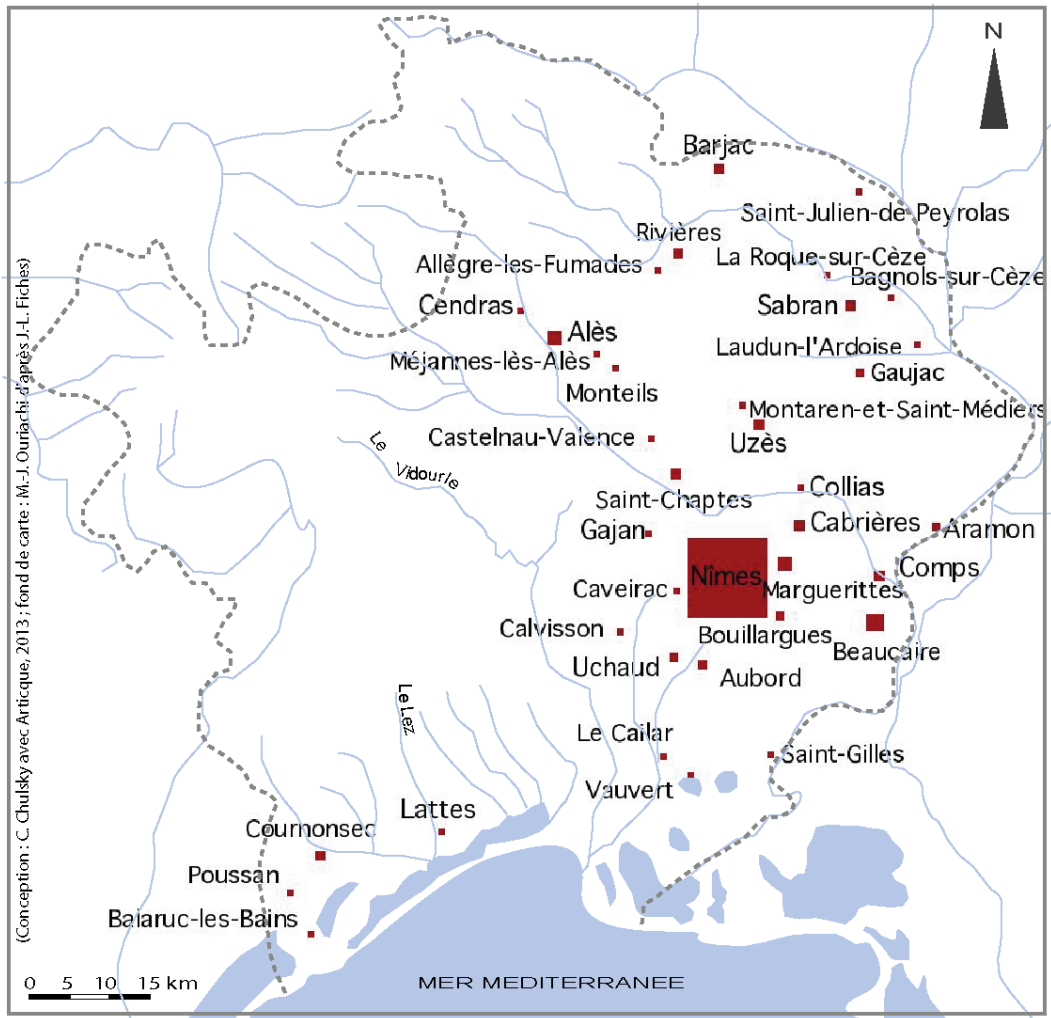 N
Barjac
Saint-Julien-de Peyrolas
Rivières
La Roque-sur-Cèze
Allègre-les-Fumades
Bagnols-sur-Cèze
Cendras
Sabran
Alès
Laudun-l'Ardoise
Méjannes-lès-Alès
Gaujac
Monteils
Montaren-et-Saint-Médiers
Castelnau-Valence
Uzès
Le Vidourle
Collias
Saint-Chaptes
Cabrières
Gajan
Aramon
Comps
Nîmes
Caveirac
Marguerittes
Calvisson
Bouillargues
Beaucaire
Uchaud
Aubord
Le Lez
Le Cailar
Saint-Gilles
Vauvert
Lattes
Cournonsec
Poussan
Balaruc-les-Bains
0 5 10 15 km
MER MEDITERRANEE
(Conception : C. Chulsky avec Articque, 2013 ; fond de carte : M.-J. Ouriachi d'après J.-L. Fiches)